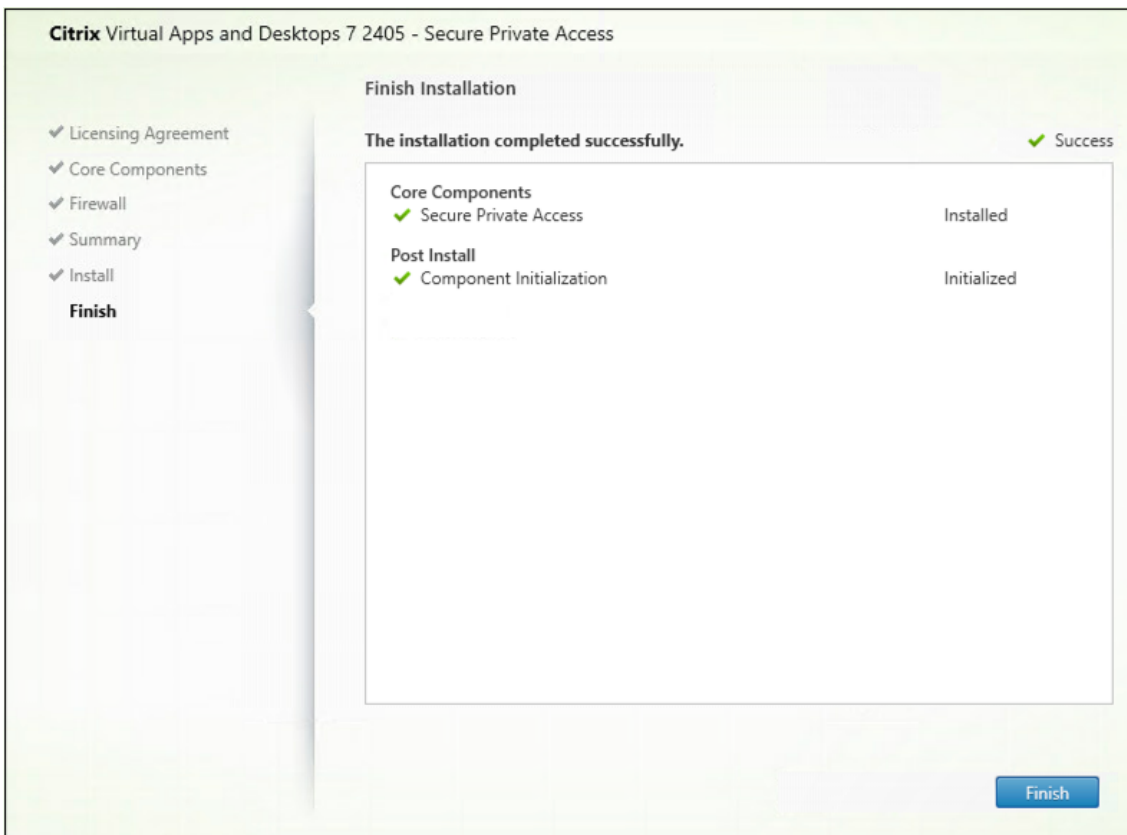 Citrix Virtual Apps and Desktops 7 2405 - Secure Private Access
Licensing Agreement
Core Components
Firewall
Summary
Install
Finish
Finish Installation
The installation completed successfully. Success
Core Components
Secure Private Access Installed
Post Install
Component Initialization Initialized
Finish